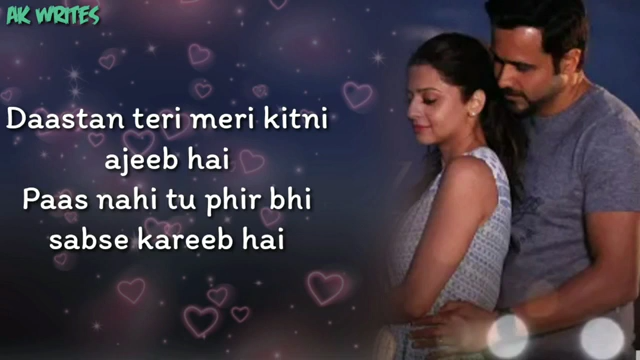 AK WRITES
Daastan teri meri kitni
ajeeb hai
Paas nahi tu phir bhi
sabse kareeb hai